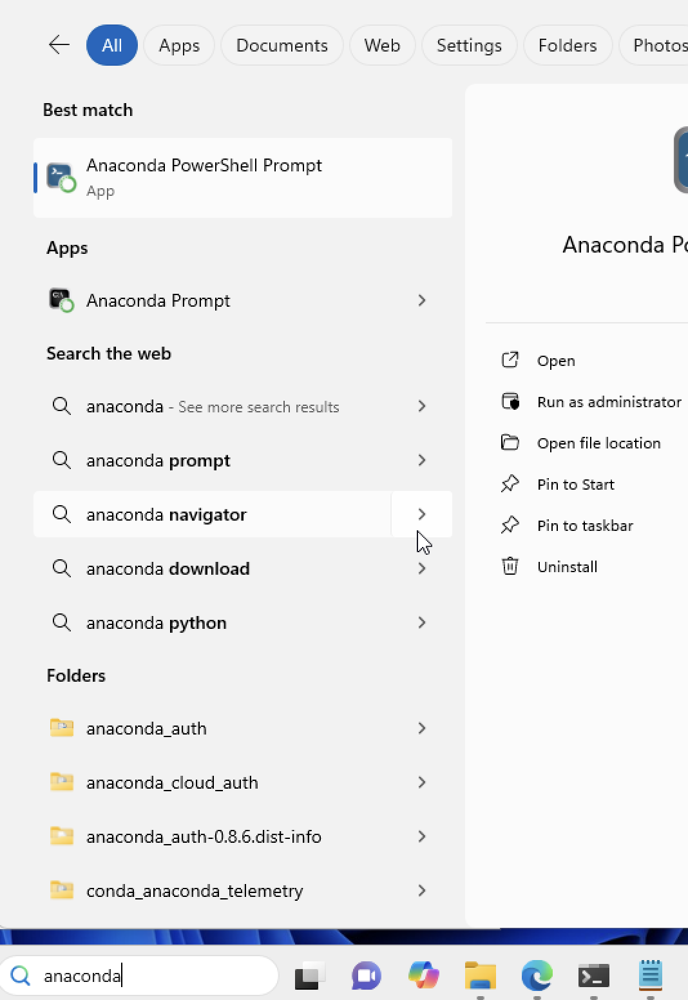 All Apps Documents Web Settings Folders Photos
Best match
Anaconda PowerShell Prompt
App
Apps
Anaconda Prompt
Search the web
anaconda - See more search results
anaconda prompt
anaconda navigator
anaconda download
anaconda python
Folders
anaconda_auth
anaconda_cloud_auth
anaconda_auth-0.8.6.dist-info
conda_anaconda_telemetry
Anaconda Po
Open
Run as administrator
Open file location
Pin to Start
Pin to taskbar
Uninstall
anaconda